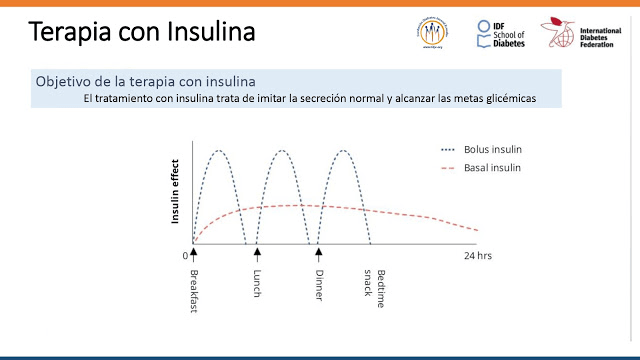 Terapia con Insulina
IDF
School of
Diabetes
International
Diabetes
Federation
Objetivo de la terapia con insulina
El tratamiento con insulina trata de imitar la secreción normal y alcanzar las metas glicémicas
Bolus insulin
Basal insulin
Insulin effect
0
24 hrs
Breakfast
Lunch
Dinner
Bedtime
snack